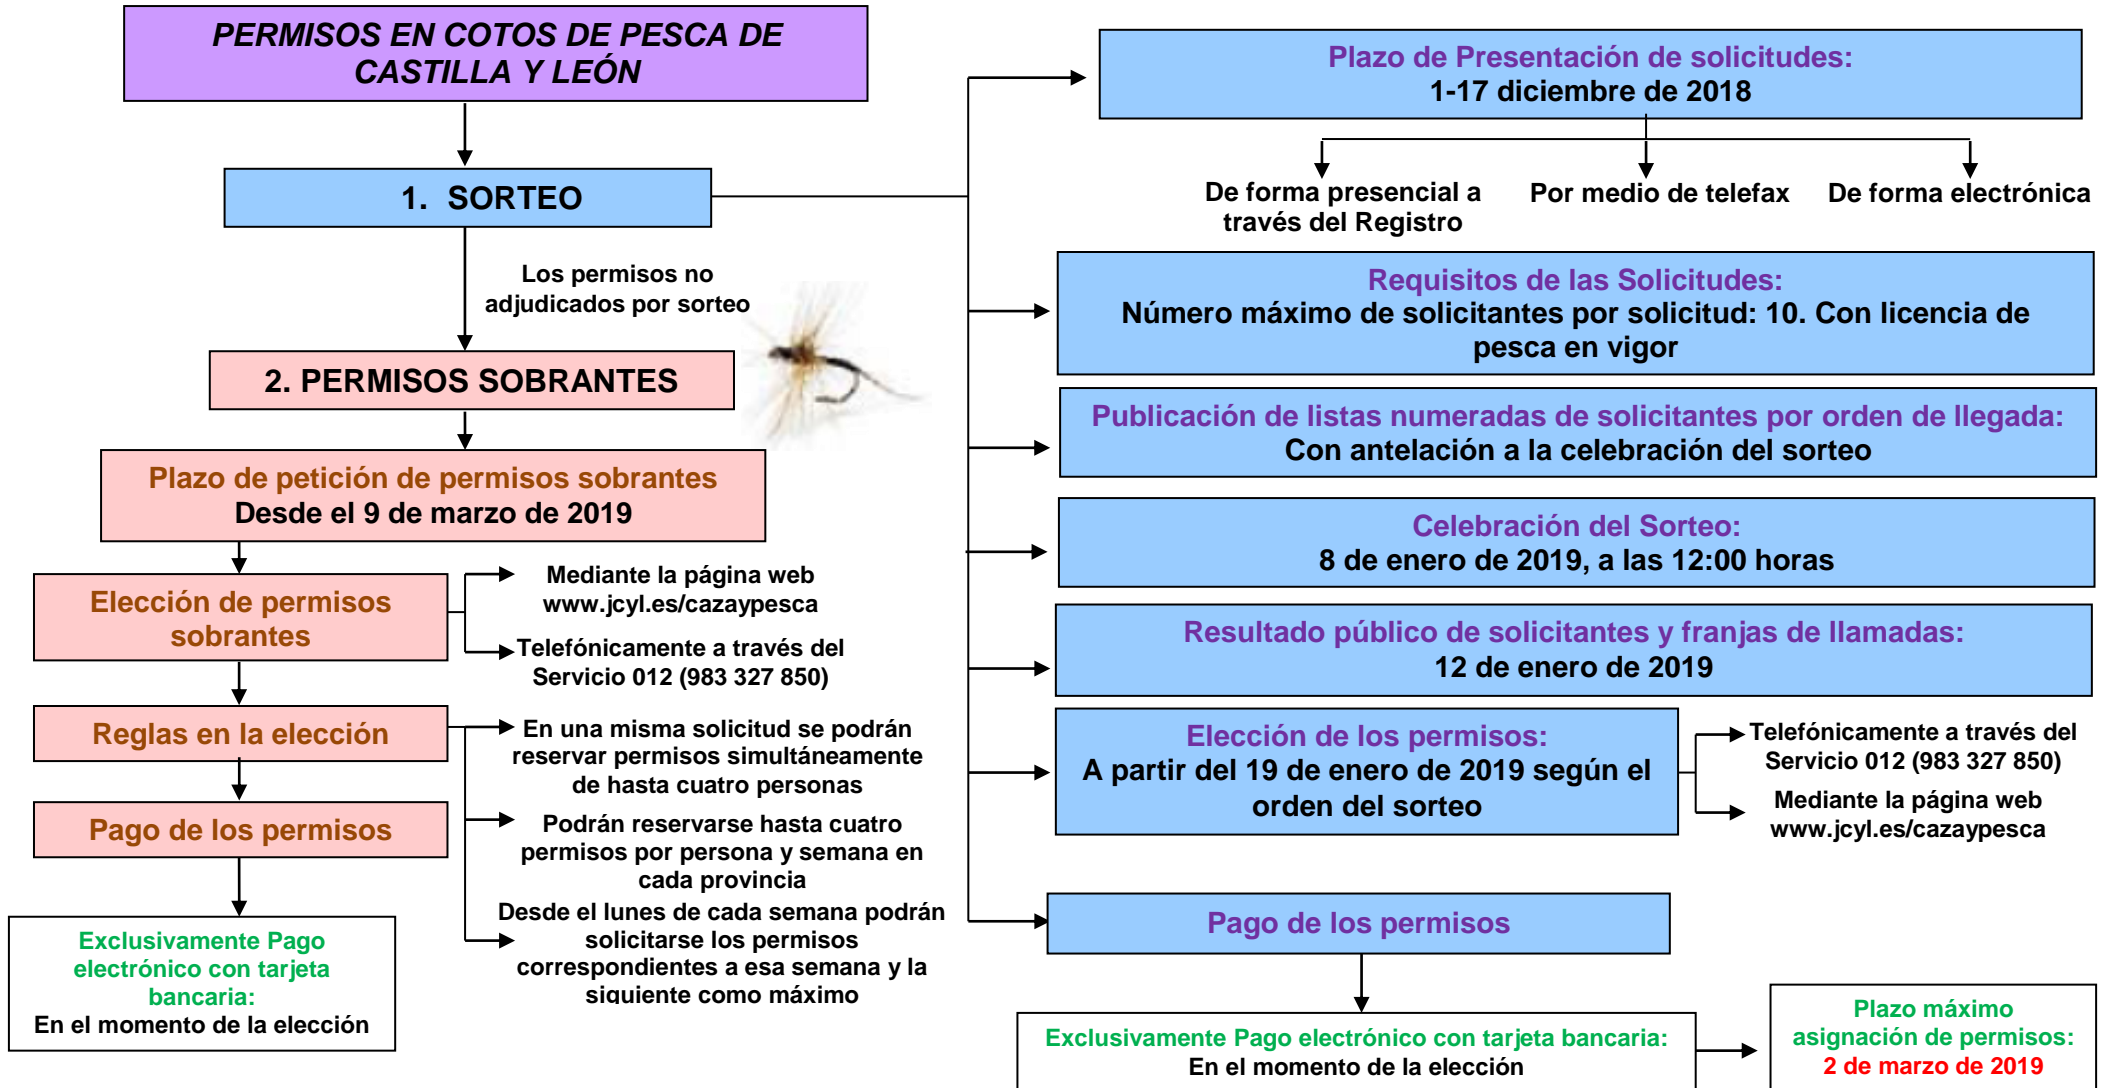 PERMISOS EN COTOS DE PESCA DE
CASTILLA Y LEÓN
1. SORTEO
Los permisos no
adjudicados por sorteo
2. PERMISOS SOBRANTES
Plazo de petición de permisos sobrantes
Desde el 9 de marzo de 2019
Elección de permisos
sobrantes
Mediante la página web
www.jcyl.es/cazaypesca
Telefónicamente a través del
Servicio 012 (983 327 850)
Reglas en la elección
En una misma solicitud se podrán
reservar permisos simultáneamente
de hasta cuatro personas
Podrán reservarse hasta cuatro
permisos por persona y semana en
cada provincia
Desde el lunes de cada semana podrán
solicitarse los permisos
correspondientes a esa semana y la
siguiente como máximo
Pago de los permisos
Exclusivamente Pago
electrónico con tarjeta
bancaria:
En el momento de la elección
Plazo de Presentación de solicitudes:
1-17 diciembre de 2018
De forma presencial a
través del Registro
Por medio de telefax
De forma electrónica
Requisitos de las Solicitudes:
Número máximo de solicitantes por solicitud: 10. Con licencia de
pesca en vigor
Publicación de listas numeradas de solicitantes por orden de llegada:
Con antelación a la celebración del sorteo
Celebración del Sorteo:
8 de enero de 2019, a las 12:00 horas
Resultado público de solicitantes y franjas de llamadas:
12 de enero de 2019
Elección de los permisos:
A partir del 19 de enero de 2019 según el
orden del sorteo
Telefónicamente a través del
Servicio 012 (983 327 850)
Mediante la página web
www.jcyl.es/cazaypesca
Pago de los permisos
Exclusivamente Pago electrónico con tarjeta bancaria:
En el momento de la elección
Plazo máximo
asignación de permisos:
2 de marzo de 2019